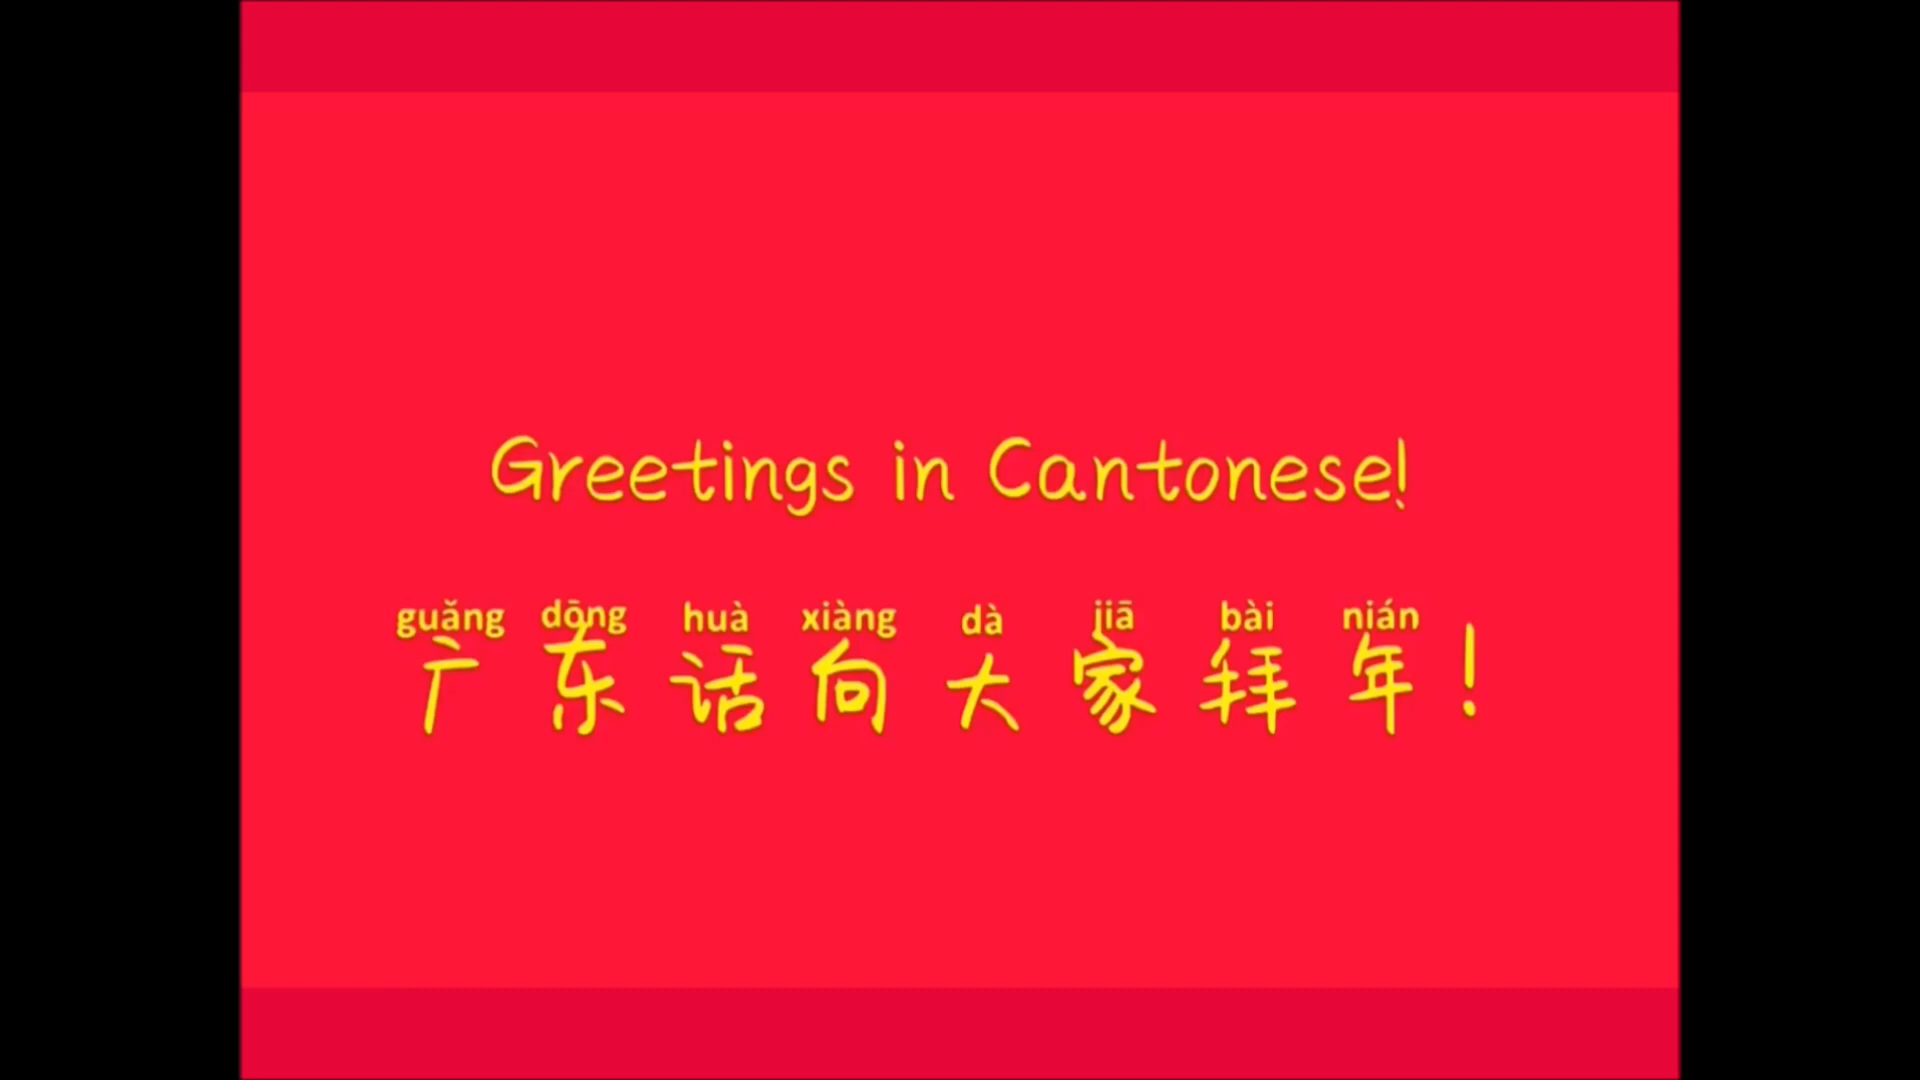 Greetings in Cantonese!
guǎng dōng huà xiàng dà jiā bài nián
广东话向大家拜年!